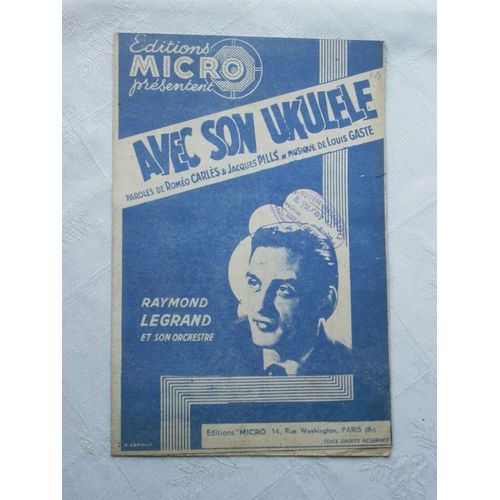 Editions
MICRO
présentent
AVEC SON UKULELE
PAROLES DE ROMÉO CARLÈS & JACQUES PILLS MUSIQUE DE LOUIS GASTE
RAYMOND
LEGRAND
ET SON ORCHESTRE
Editions "MICRO 14, Rue Washington, PARIS (8e)
TOUS DROITS RÉSERVÉS